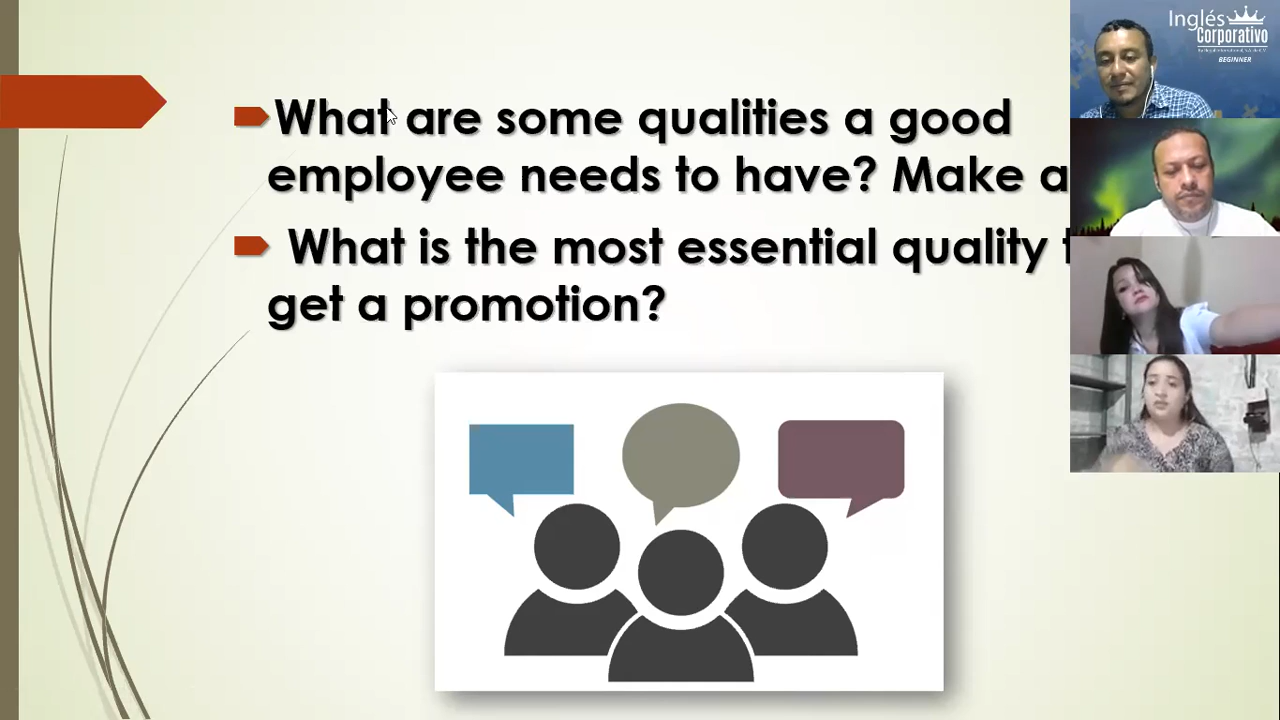 What are some qualities a good
employee needs to have? Make a
What is the most essential quality
get a promotion?
Inglés
Corporativo
BEGINNER